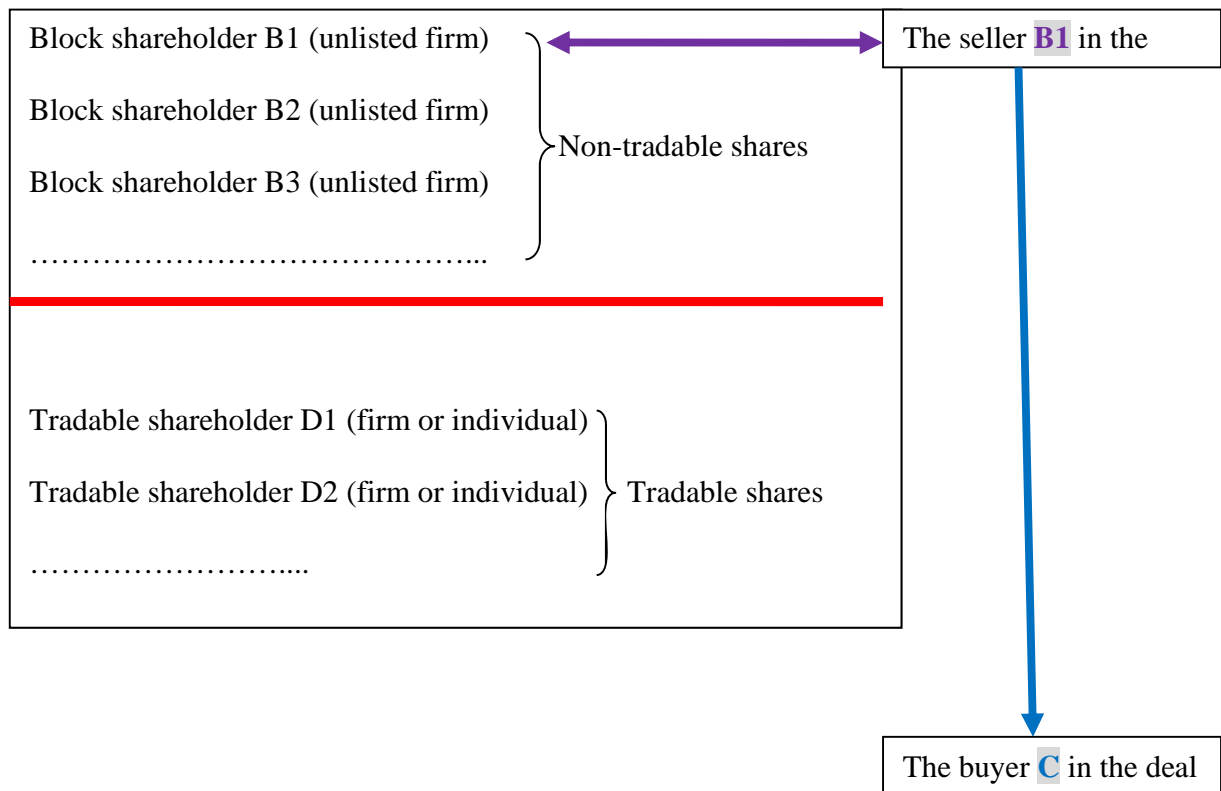 Block shareholder B1 (unlisted firm)
The seller B1 in the
Block shareholder B2 (unlisted firm)
Non-tradable shares
Block shareholder B3 (unlisted firm)
………………………………………...
Tradable shareholder D1 (firm or individual)
Tradable shareholder D2 (firm or individual)
Tradable shares
……………………....
The buyer C in the deal